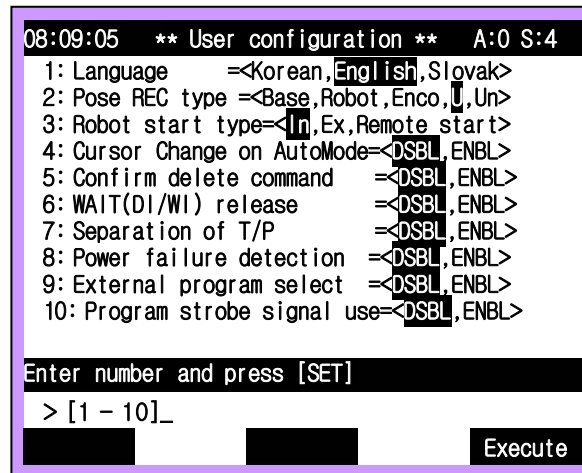 08:09:05 ** User configuration ** A:0 S:4
1: Language =<Korean,English,Slovak>
2: Pose REC type =<Base,Robot,Enco,U,Un>
3: Robot start type=<In,Ex,Remote start>
4: Cursor Change on AutoMode=<DSBL,ENBL>
5: Confirm delete command =<DSBL,ENBL>
6: WAIT(DI/WI) release =<DSBL,ENBL>
7: Separation of T/P =<DSBL,ENBL>
8: Power failure detection =<DSBL,ENBL>
9: External program select =<DSBL,ENBL>
10: Program strobe signal use=<DSBL,ENBL>
Enter number and press [SET]
> [1 - 10]_
Execute